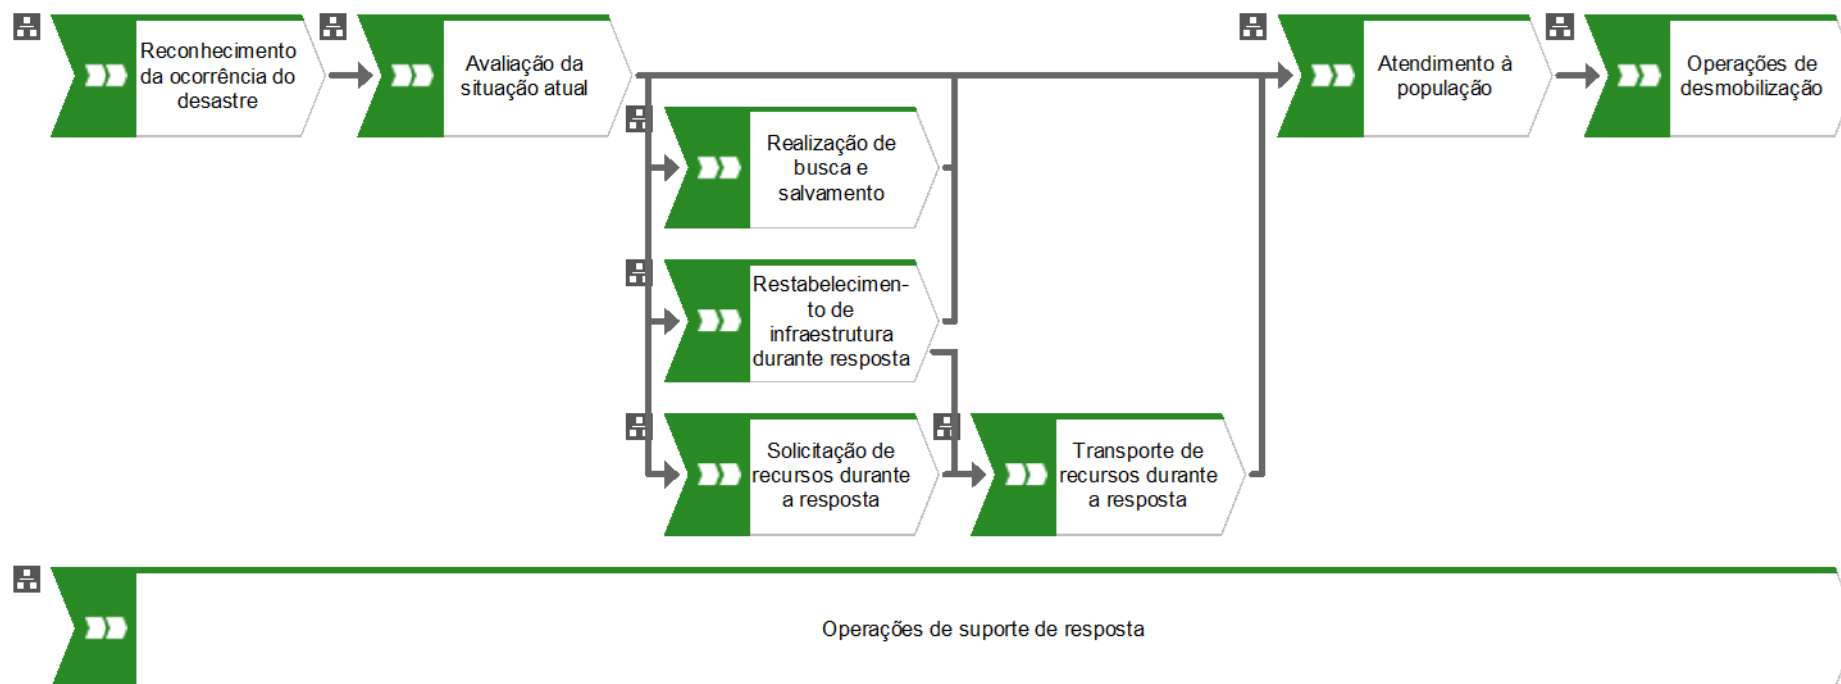 Reconhecimento
da ocorrência do
desastre
Avaliação da
situação atual
Atendimento à
população
Operações de
desmobilização
Realização de
busca e
salvamento
Restabelecimen-
to de
infraestrutura
durante resposta
Solicitação de
recursos durante
a resposta
Transporte de
recursos durante
a resposta
Operações de suporte de resposta